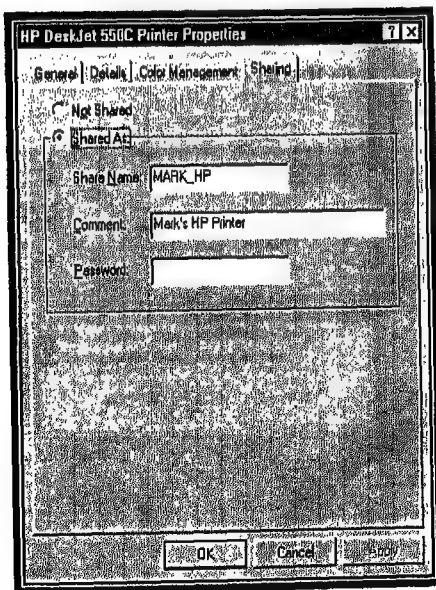 HP DeskJet 550C Printer Properties
General Details Color Management Sharing
Not Shared
Shared As:
Share Name: MARK_HP
Comment: Mark's HP Printer
Password:
OK Cancel Apply